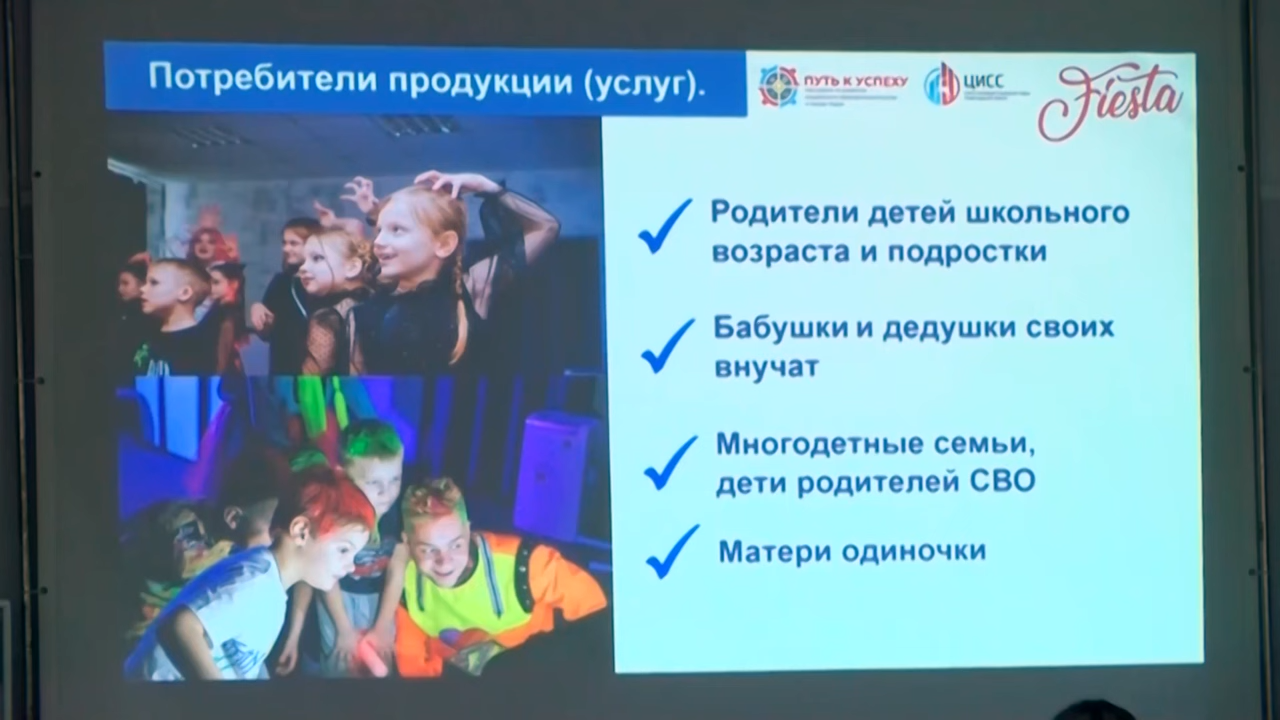 Потребители продукции (услуг).
ПУТЬ К УСПЕХУ
ЦИСС
Fiesta
Родители детей школьного
возраста и подростки
Бабушки и дедушки своих
внучат
Многодетные семьи,
дети родителей СВО
Матери одиночки